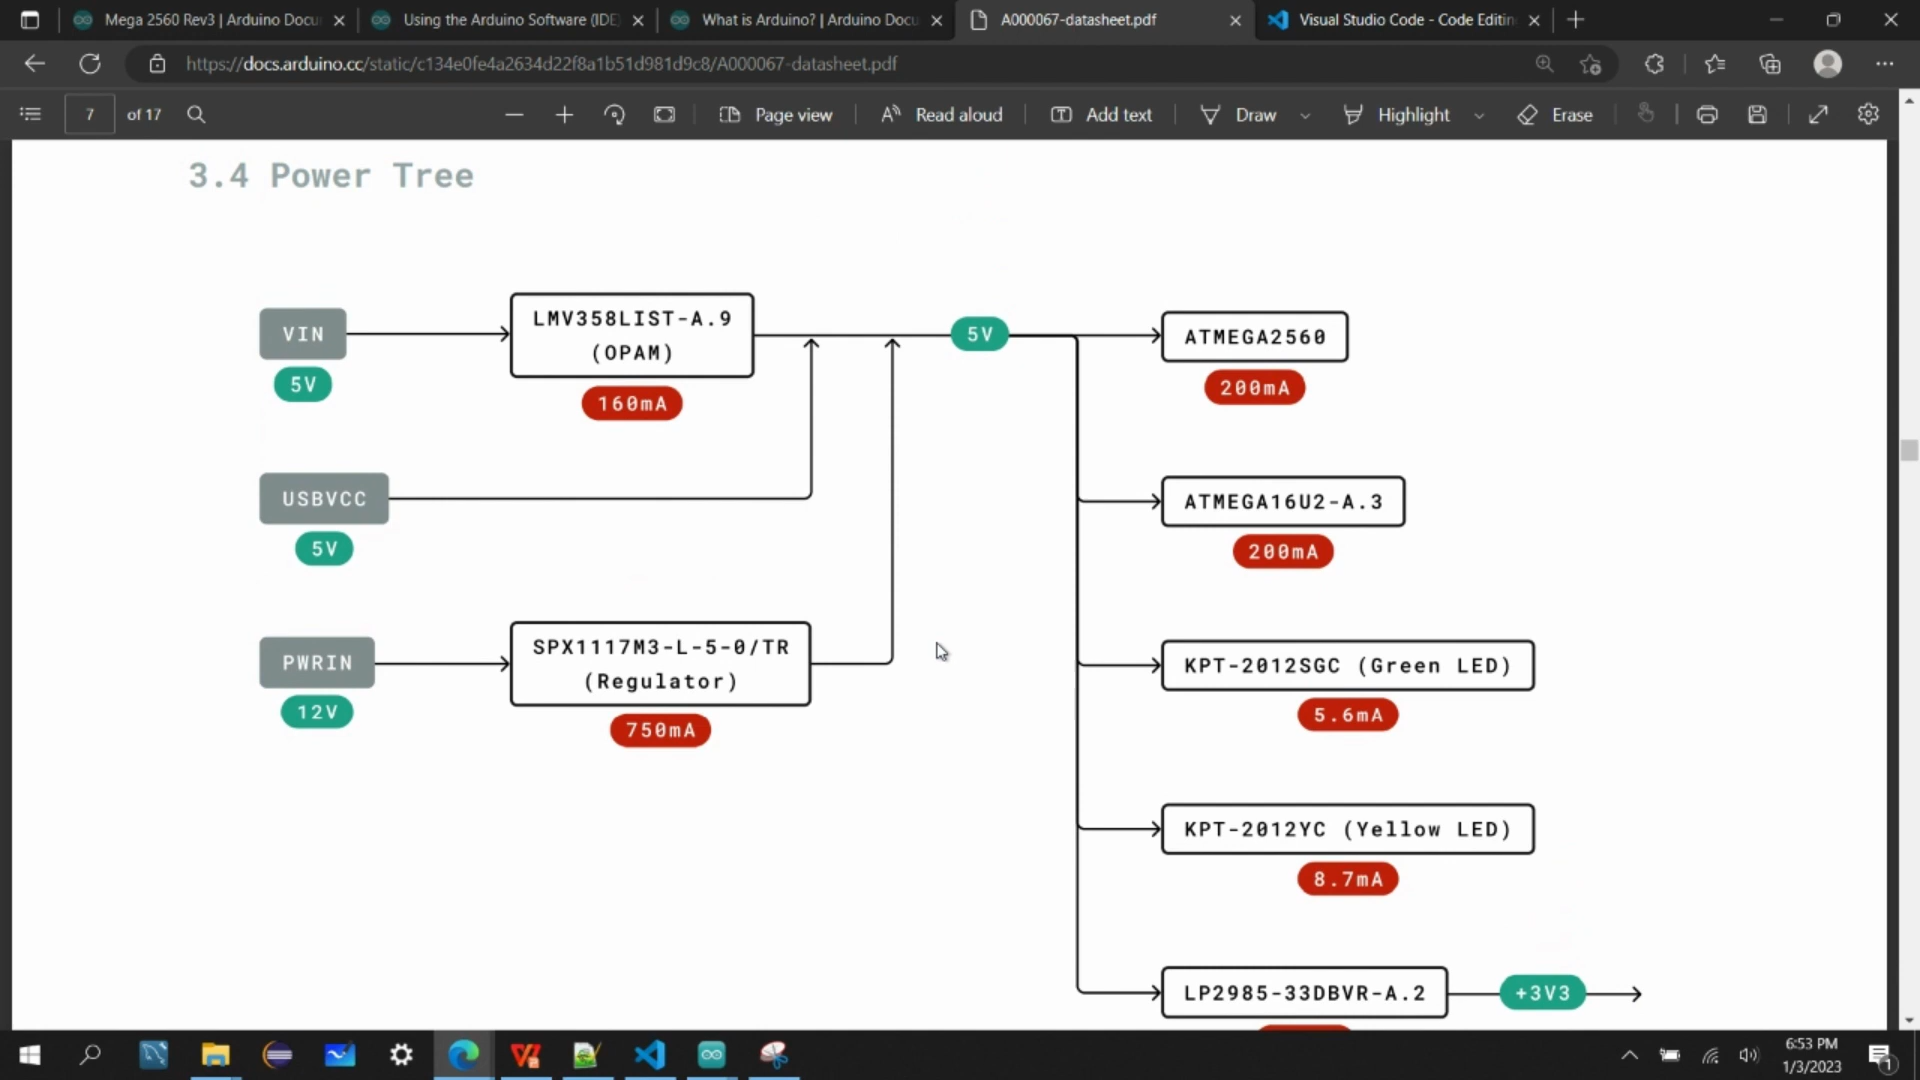 Mega 2560 Rev3 | Arduino Docu
Using the Arduino Software (IDE
What is Arduino? | Arduino Docu
A000067-datasheet.pdf
Visual Studio Code - Code Editin
https://docs.arduino.cc/static/c134e0fe4a2634d22f8a1b51d981d9c8/A000067-datasheet.pdf
7 of 17
Page view
Read aloud
Add text
Draw
Highlight
Erase
3.4 Power Tree
VIN
5V
LMV358LIST-A.9
(OPAM)
160mA
5V
ATMEGA2560
200mA
USBVCC
5V
ATMEGA16U2-A.3
200mA
PWRIN
12V
SPX1117M3-L-5-0/TR
(Regulator)
750mA
KPT-2012SGC (Green LED)
5.6mA
KPT-2012YC (Yellow LED)
8.7mA
LP2985-33DBVR-A.2
+3V3
6:53 PM
1/3/2023
1